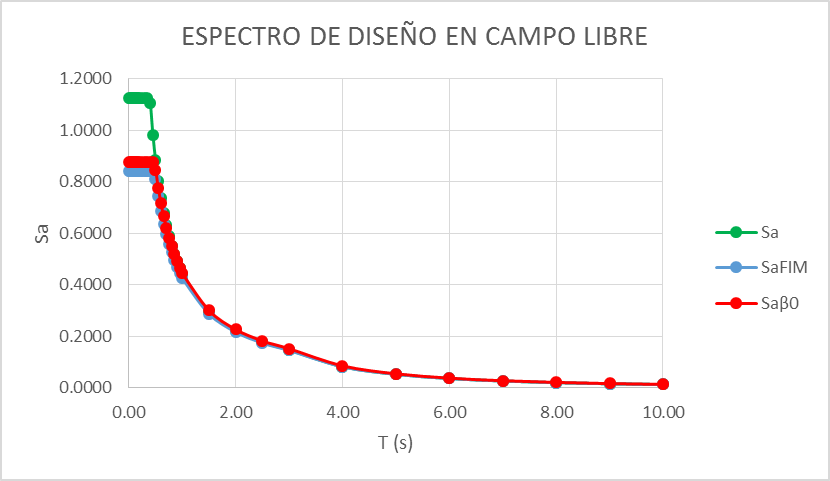 ESPECTRO DE DISEÑO EN CAMPO LIBRE
1.2000
1.0000
0.8000
0.6000
0.4000
0.2000
0.0000
Sa
0.00 2.00 4.00 6.00 8.00 10.00
T (s)
Sa
SaFIM
Saβ0